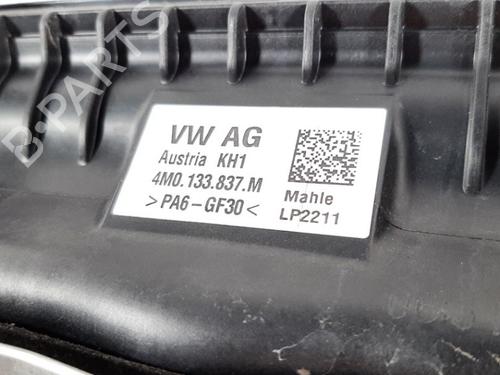 B-PARTS
VW AG
Austria KH1
4M0.133.837.M
>PA6-GF30<
Mahle
LP2211